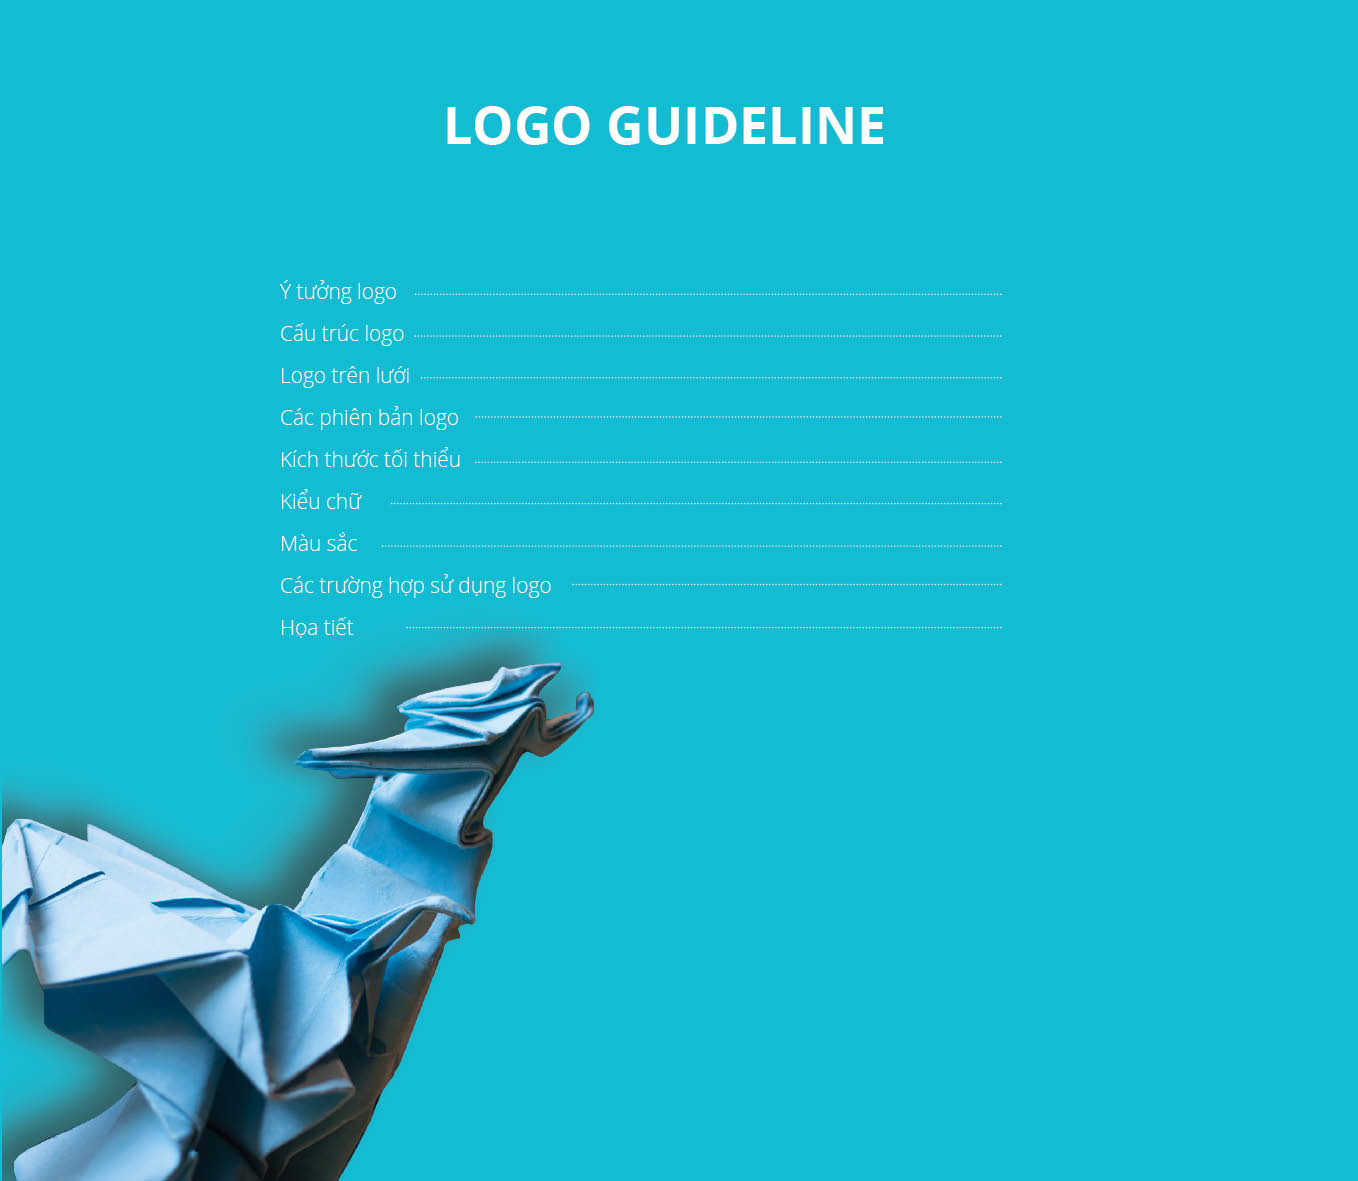 LOGO GUIDELINE
Ý tưởng logo
Cấu trúc logo
Logo trên lưới
Các phiên bản logo
Kích thước tối thiểu
Kiểu chữ
Màu sắc
Các trường hợp sử dụng logo
Họa tiết